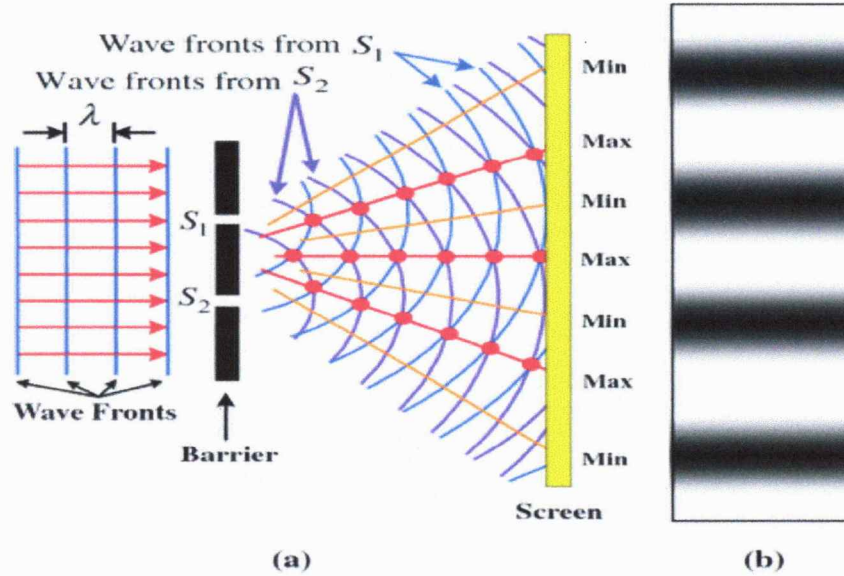 Wave fronts from S₁
Wave fronts from S₂
λ
S₁
S₂
Wave Fronts
Barrier
Min
Max
Min
Max
Min
Max
Min
Screen
(a)
(b)